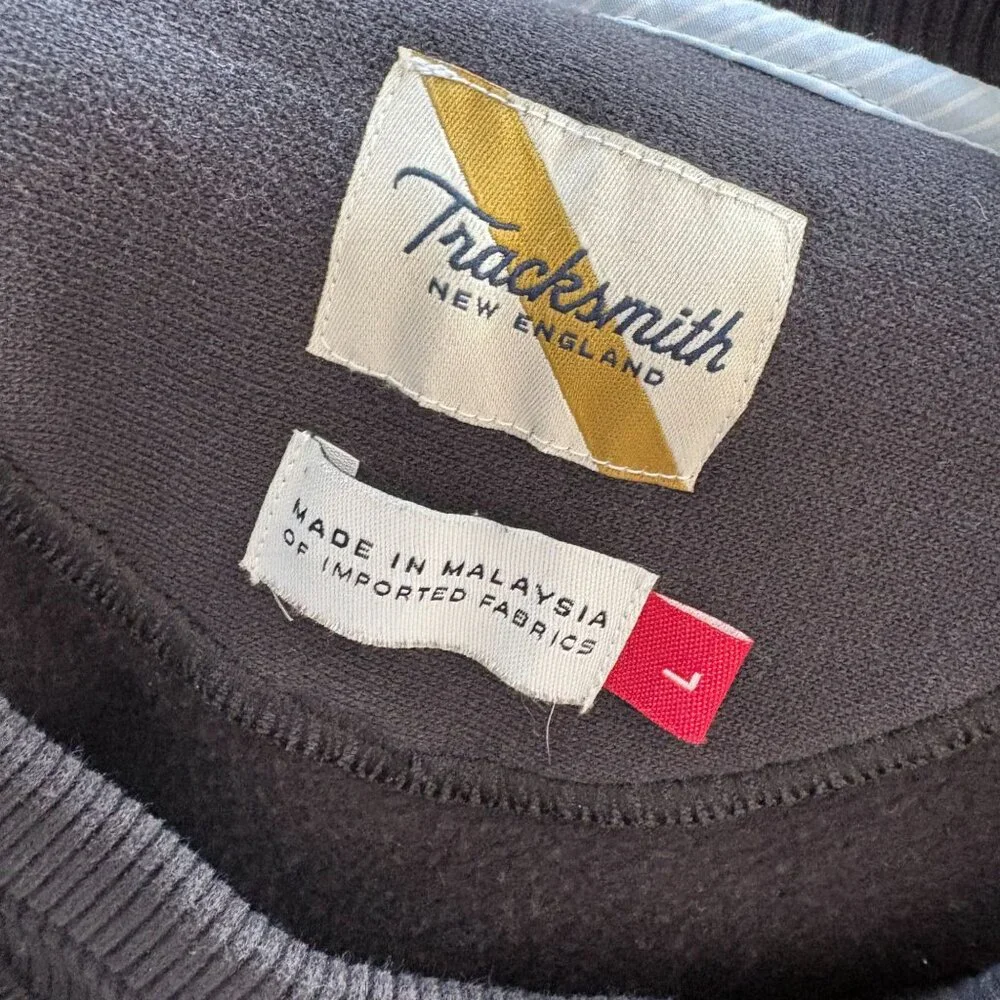 Tracksmith
NEW ENGLAND
MADE IN MALAYSIA
OF IMPORTED FABRICS
L